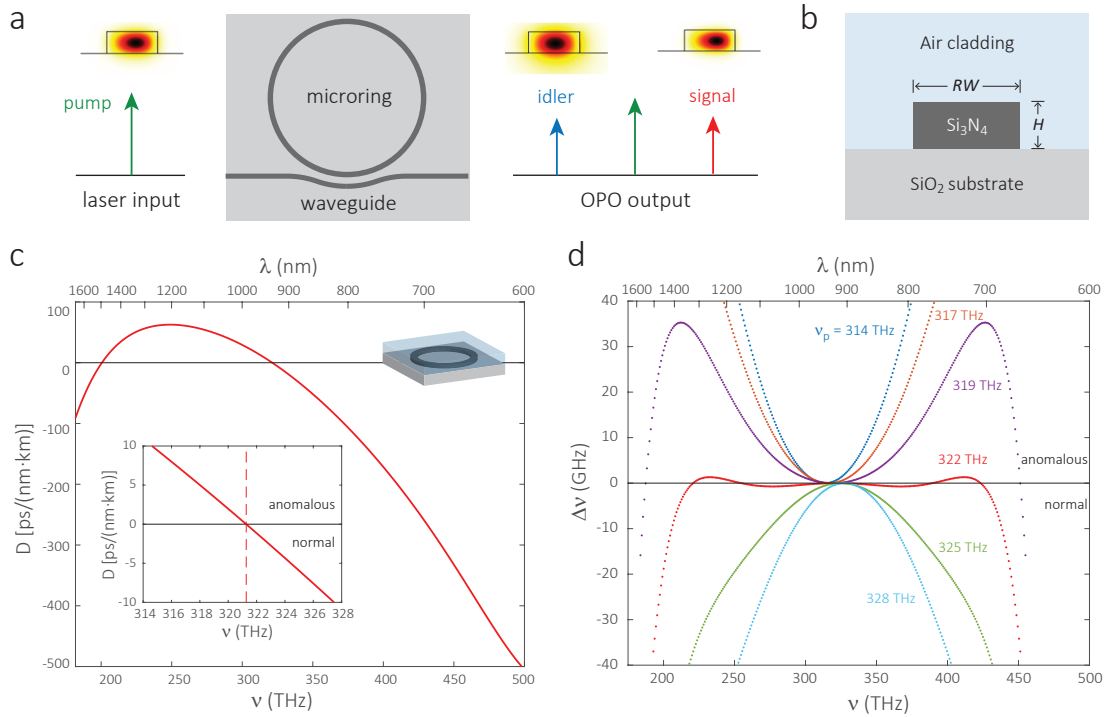 a
pump
laser input
microring
waveguide
idler
signal
OPO output
b
Air cladding
RW
Si₃N₄
H
SiO₂ substrate
c
λ (nm)
1600 1400 1200 1000 900 800 700 600
100
0
-100
-200
-300
-400
-500
D [ps/(nm·km)]
10
5
0
-5
-10
D [ps/(nm·km)]
anomalous
normal
314 316 318 320 322 324 326 328
ν (THz)
200 250 300 350 400 450 500
ν (THz)
d
λ (nm)
1600 1400 1200 1000 900 800 700 600
40
30
20
10
0
-10
-20
-30
-40
Δν (GHz)
νp = 314 THz
317 THz
319 THz
322 THz
anomalous
normal
325 THz
328 THz
200 250 300 350 400 450 500
ν (THz)